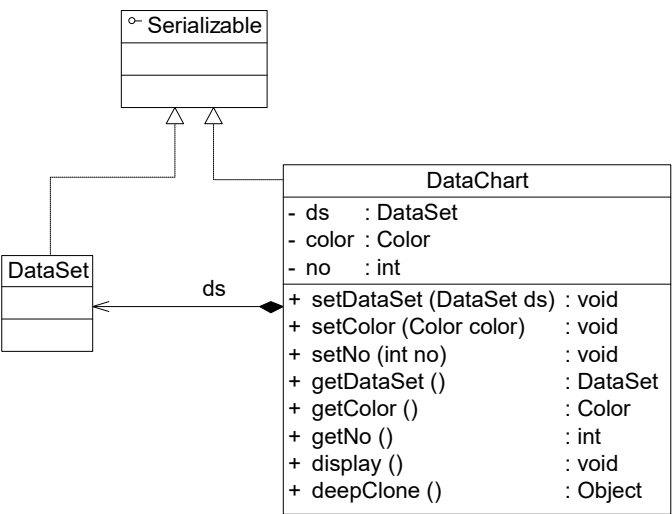 Serializable
DataChart
- ds : DataSet
- color : Color
- no : int
DataSet
ds
+ setDataSet (DataSet ds) : void
+ setColor (Color color) : void
+ setNo (int no) : void
+ getDataSet () : DataSet
+ getColor () : Color
+ getNo () : int
+ display () : void
+ deepClone () : Object